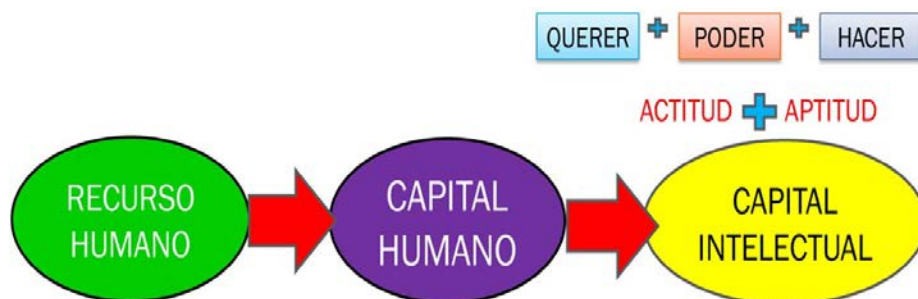 QUERER + PODER + HACER
ACTITUD + APTITUD
RECURSO
HUMANO
CAPITAL
HUMANO
CAPITAL
INTELECTUAL